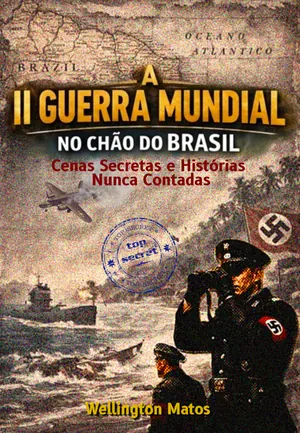 OCEANO
ATLANTICO
BRAZIL
A
II GUERRA MUNDIAL
NO CHÃO DO BRASIL
Cenas Secretas e Histórias
Nunca Contadas
top
secret
Wellington Matos